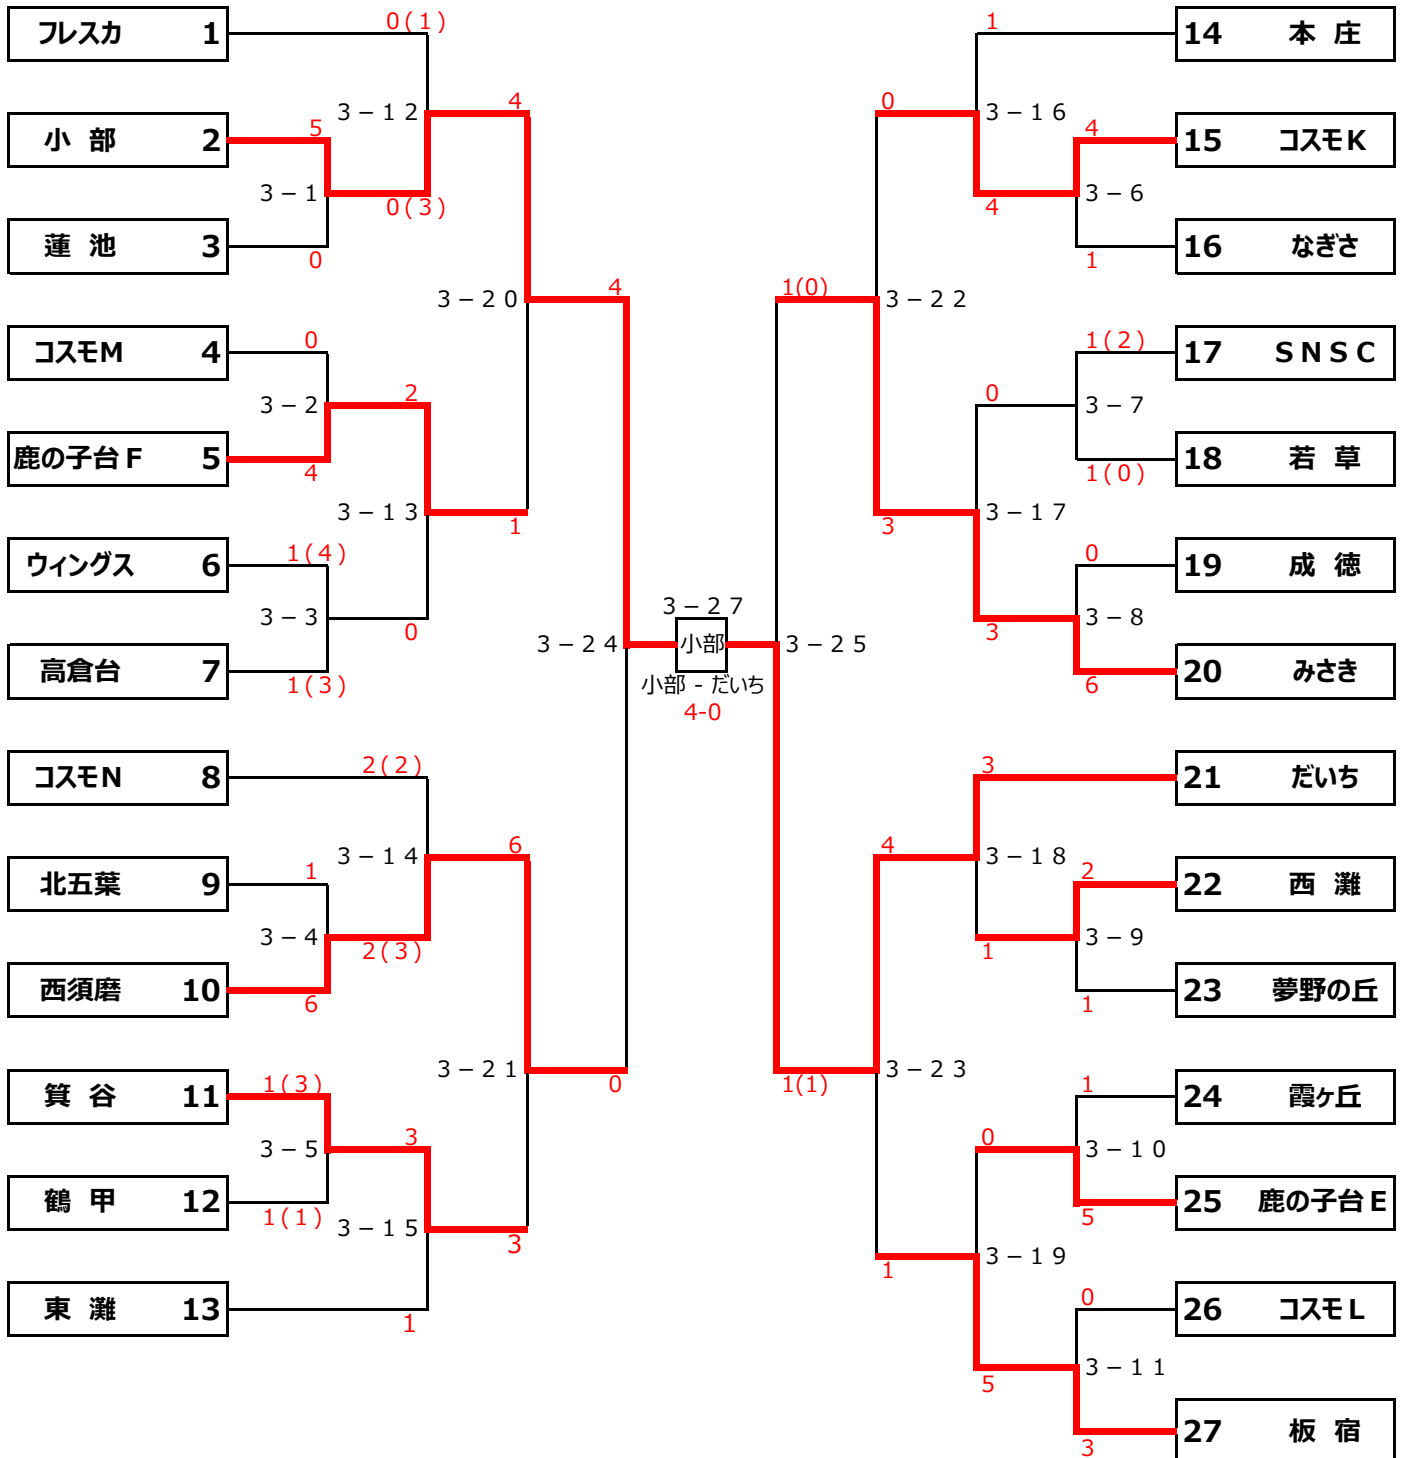 フレスカ 1
0(1)
3－12
4
小 部 2
5
3－1
0(3)
蓮 池 3
0
3－20
4
コスモM 4
0
3－2
2
鹿の子台F 5
4
3－13
1
ウィングス 6
1(4)
3－3
0
高倉台 7
1(3)
3－24
コスモN 8
2(2)
3－14
6
北五葉 9
1
3－4
2(3)
西須磨 10
6
3－21
0
箕 谷 11
1(3)
3－5
3
鶴 甲 12
1(1)
3－15
3
東 灘 13
1
3－27
小部
小部 - だいち
4-0
1
14 本 庄
0
3－16
4
15 コスモK
4
3－6
16 なぎさ
1
1(0)
3－22
1(2)
17 SNSC
0
3－7
18 若 草
1(0)
3
3－17
0
19 成 徳
3
3－8
20 みさき
6
3－25
3
21 だいち
4
3－18
2
22 西 灘
1
3－9
23 夢野の丘
1
1(1)
3－23
1
24 霞ヶ丘
0
3－10
25 鹿の子台E
5
1
3－19
0
26 コスモL
5
3－11
27 板 宿
3